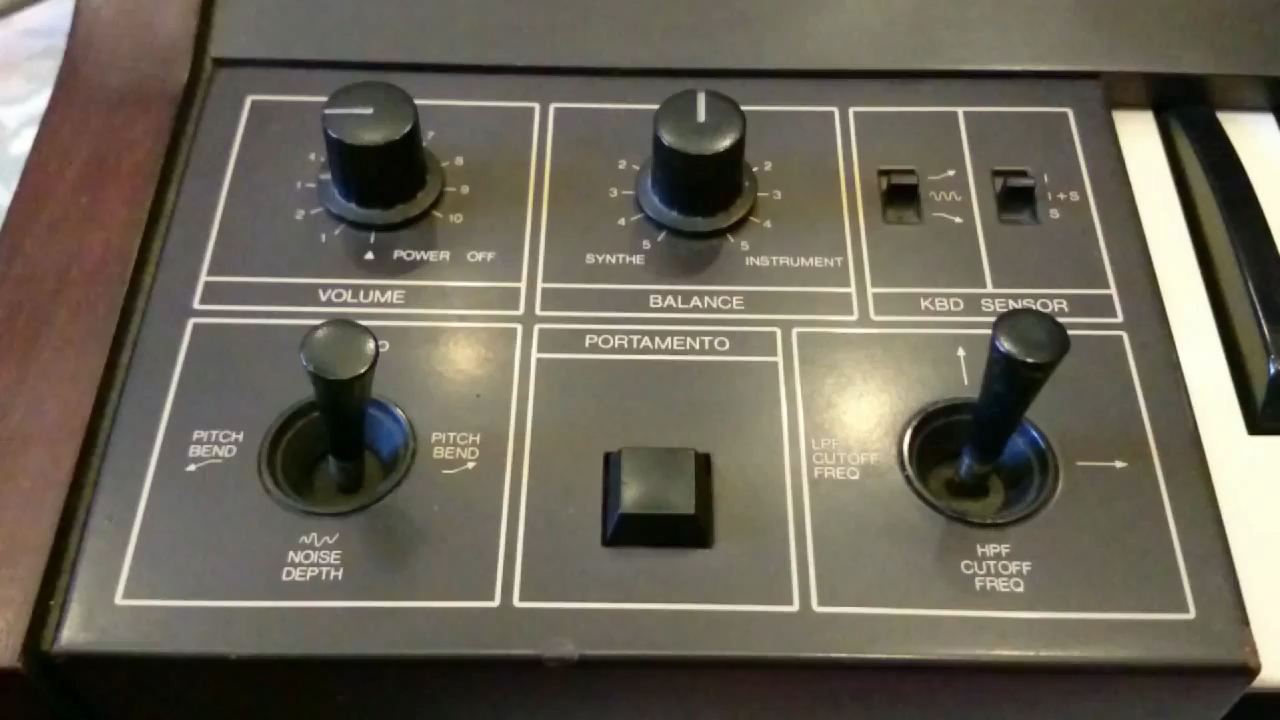 7
4
8
1
9
2
10
1
POWER OFF
VOLUME
2
2
3
3
4
4
5
5
SYNTHE
INSTRUMENT
BALANCE
I
I+S
S
KBD SENSOR
PITCH
BEND
PITCH
BEND
NOISE
DEPTH
PORTAMENTO
LPF
CUTOFF
FREQ
HPF
CUTOFF
FREQ